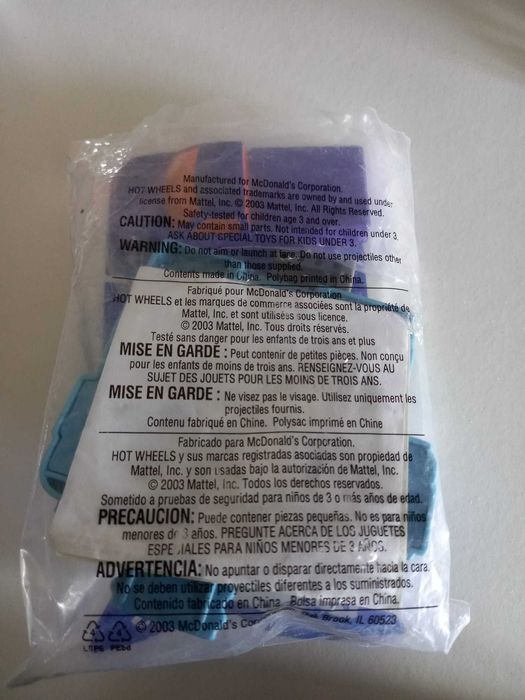 Manufactured for McDonald's Corporation.
HOT WHEELS and associated trademarks are owned by and used under
license from Mattel, Inc. © 2003 Mattel, Inc. All Rights Reserved.
Safety-tested for children age 3 and over.
CAUTION: May contain small parts. Not intended for children under 3.
ASK ABOUT SPECIAL TOYS FOR KIDS UNDER 3.
WARNING: Do not aim or launch at face. Do not use projectiles other
than those supplied.
Contents made in China. Polybag printed in China.
Fabriqué pour McDonald's Corporation
HOT WHEELS et les marques de commerce associées sont la propriété de
Mattel, Inc. et sont utilisées sous licence.
© 2003 Mattel, Inc. Tous droits réservés.
Testé sans danger pour les enfants de trois ans et plus
MISE EN GARDE : Peut contenir de petites pièces. Non conçu
pour les enfants de moins de trois ans. RENSEIGNEZ-VOUS AU
SUJET DES JOUETS POUR LES MOINS DE TROIS ANS.
MISE EN GARDE : Ne visez pas le visage. Utilisez uniquement les
projectiles fournis.
Contenu fabriqué en Chine. Polysac imprimé en Chine
Fabricado para McDonald's Corporation.
HOT WHEELS y sus marcas registradas asociadas son propiedad de
Mattel, Inc. y son usadas bajo la autorización de Mattel, Inc.
© 2003 Mattel, Inc. Todos los derechos reservados.
Sometido a pruebas de seguridad para niños de 3 o más años de edad.
PRECAUCION: Puede contener piezas pequeñas. No es para niños
menores de 3 años. PREGUNTE ACERCA DE LOS JUGUETES
ESPECIALES PARA NIÑOS MENORES DE 3 AÑOS.
ADVERTENCIA: No apuntar o disparar directamente hacia la cara.
No se deben utilizar proyectiles diferentes a los suministrados.
Contenido fabricado en China. Bolsa impresa en China.
© 2003 McDonald's Brook, IL 60523